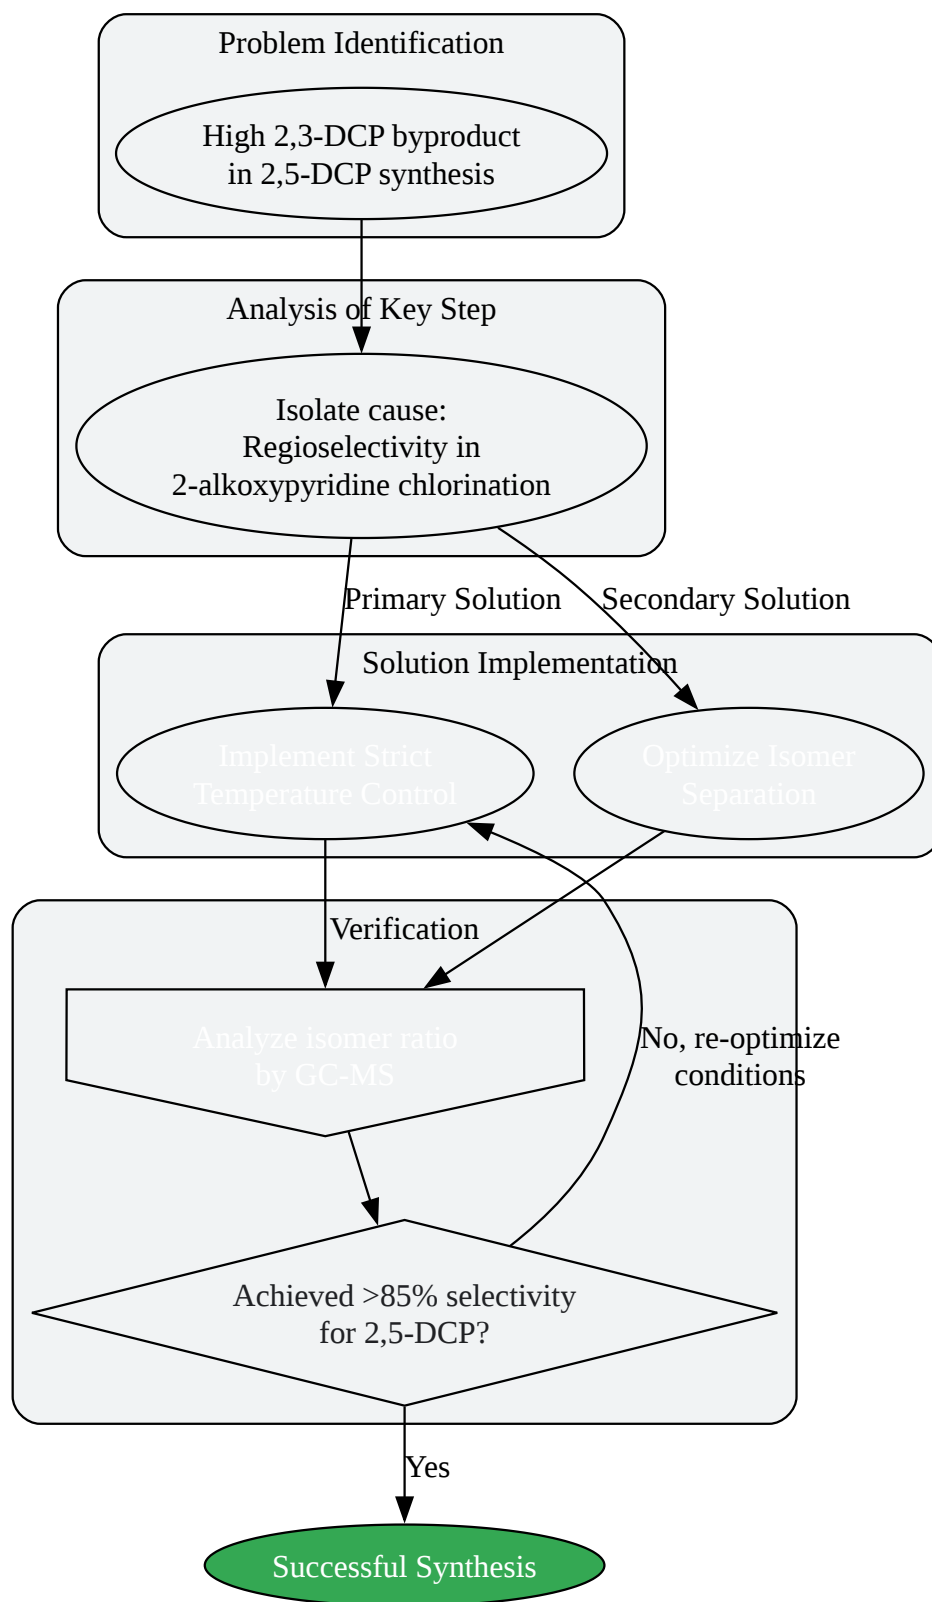 Problem Identification
High 2,3-DCP byproduct
in 2,5-DCP synthesis
Analysis of Key Step
Isolate cause:
Regioselectivity in
2-alkoxypyridine chlorination
Primary Solution
Secondary Solution
Solution Implementation
Implement Strict
Temperature Control
Optimize Isomer
Separation
Verification
Analyze isomer ratio
by GC-MS
No, re-optimize
conditions
Achieved >85% selectivity
for 2,5-DCP?
Yes
Successful Synthesis